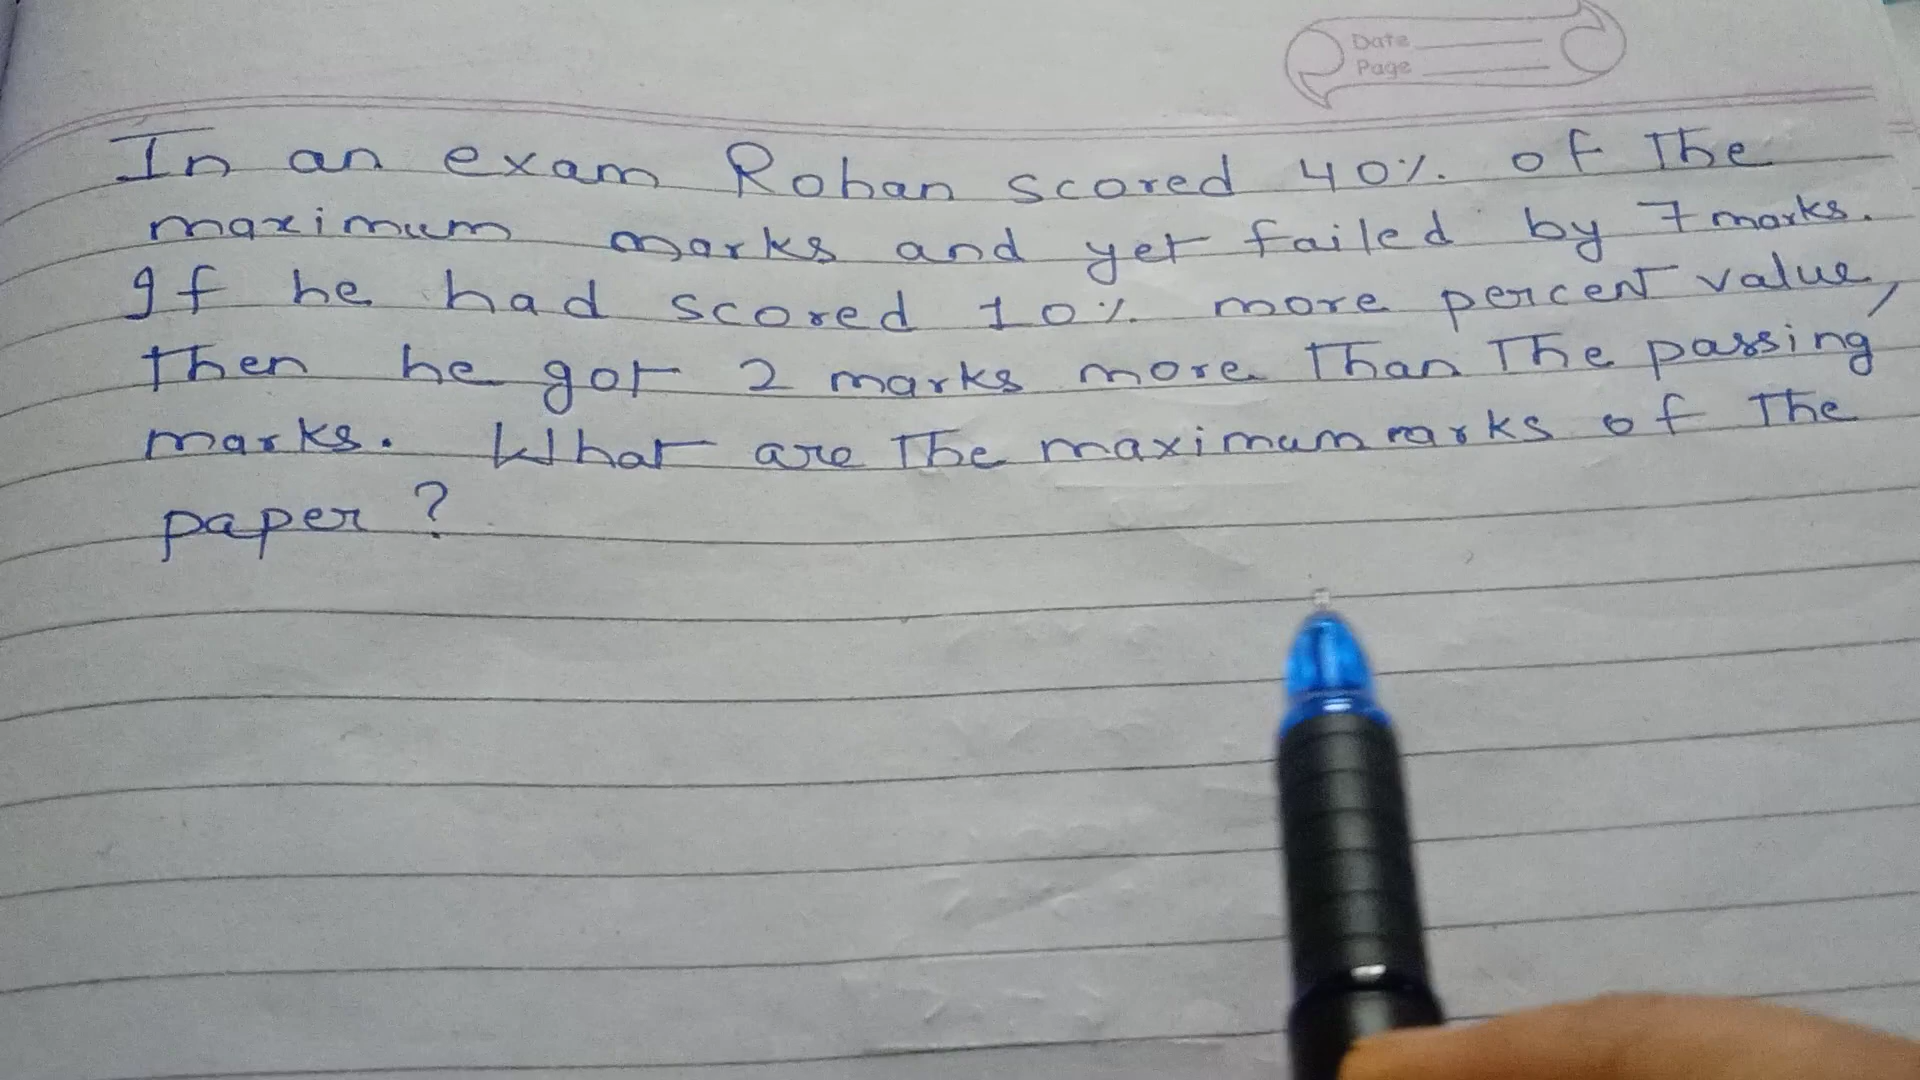 Date
Page
In an exam Rohan scored 40% of The
maximum marks and yet failed by 7 marks.
If he had scored 10% more percent value,
Then he got 2 marks more Than The passing
marks. What are The maximum marks of The
paper ?